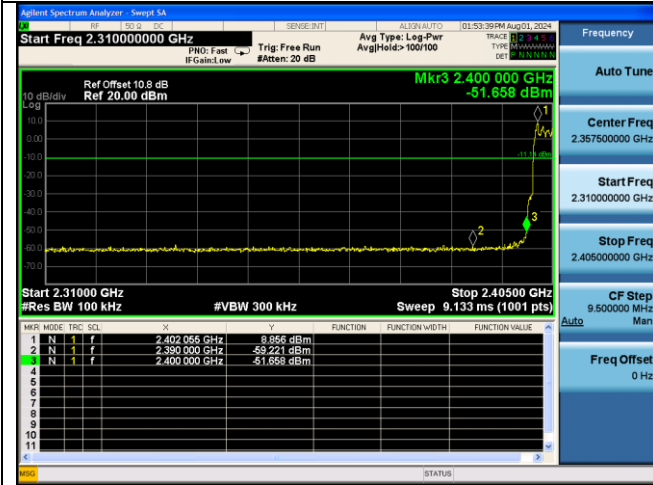 Agilent Spectrum Analyzer - Swept SA
RF 50 Ω DC SENSE:INT ALIGN AUTO 01:53:39 PM Aug 01, 2024
Start Freq 2.310000000 GHz
PNO: Fast
IFGain:Low
Trig: Free Run
#Atten: 20 dB
Avg Type: Log-Pwr
Avg|Hold:> 100/100
TRACE 1 2 3 4 5 6
TYPE MWWWWW
DET P N N N N N
Ref Offset 10.8 dB
10 dB/div Ref 20.00 dBm
Log
Mkr3 2.400 000 GHz
-51.658 dBm
10.0
0.00
-10.0
-20.0
-30.0
-40.0
-50.0
-60.0
-70.0
1
-11.14 dBm
2
3
Start 2.31000 GHz Stop 2.40500 GHz
#Res BW 100 kHz #VBW 300 kHz Sweep 9.133 ms (1001 pts)
MKR MODE TRC SCL X Y FUNCTION FUNCTION WIDTH FUNCTION VALUE
1 N 1 f 2.402 055 GHz 8.856 dBm
2 N 1 f 2.390 000 GHz -59.221 dBm
3 N 1 f 2.400 000 GHz -51.658 dBm
4
5
6
7
8
9
10
11
MSG STATUS
Frequency
Auto Tune
Center Freq
2.357500000 GHz
Start Freq
2.310000000 GHz
Stop Freq
2.405000000 GHz
CF Step
9.500000 MHz
Auto Man
Freq Offset
0 Hz